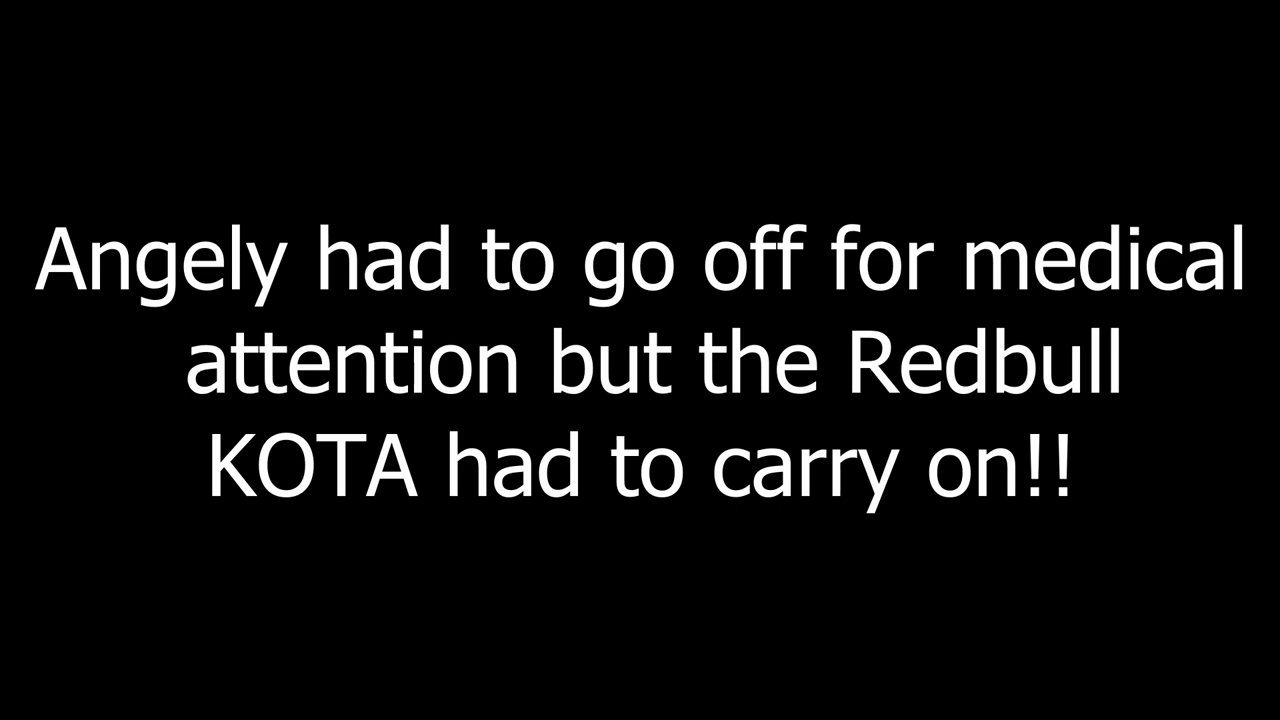 Angely had to go off for medical
attention but the Redbull
KOTA had to carry on!!